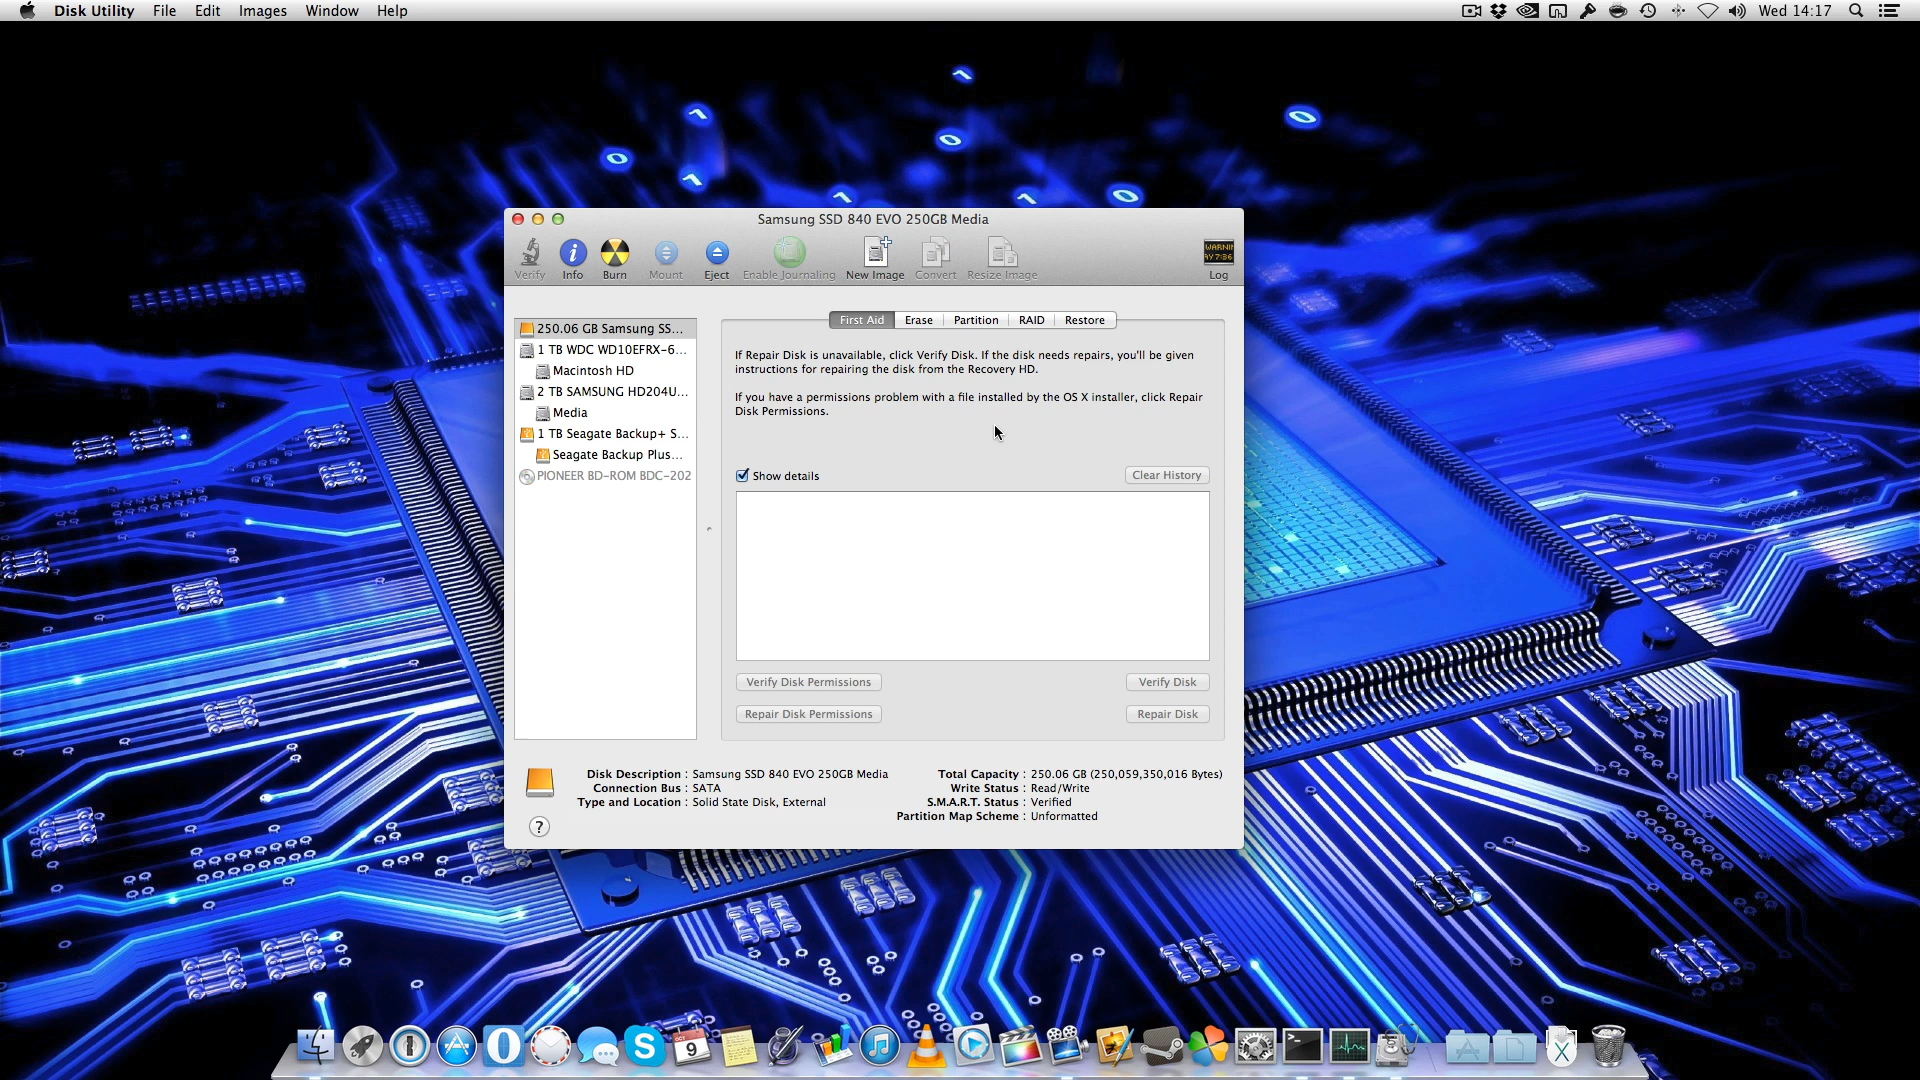 Disk Utility File Edit Images Window Help Wed 14:17
Samsung SSD 840 EVO 250GB Media
Verify Info Burn Mount Eject Enable Journaling New Image Convert Resize Image Log
WARNIN
AY 7:36
First Aid Erase Partition RAID Restore
250.06 GB Samsung SS...
1 TB WDC WD10EFRX-6...
Macintosh HD
2 TB SAMSUNG HD204U...
Media
1 TB Seagate Backup+ S...
Seagate Backup Plus...
PIONEER BD-ROM BDC-202
If Repair Disk is unavailable, click Verify Disk. If the disk needs repairs, you'll be given
instructions for repairing the disk from the Recovery HD.
If you have a permissions problem with a file installed by the OS X installer, click Repair
Disk Permissions.
Show details Clear History
Verify Disk Permissions Verify Disk
Repair Disk Permissions Repair Disk
Disk Description : Samsung SSD 840 EVO 250GB Media Total Capacity : 250.06 GB (250,059,350,016 Bytes)
Connection Bus : SATA Write Status : Read/Write
Type and Location : Solid State Disk, External S.M.A.R.T. Status : Verified
Partition Map Scheme : Unformatted
?
OCT
9